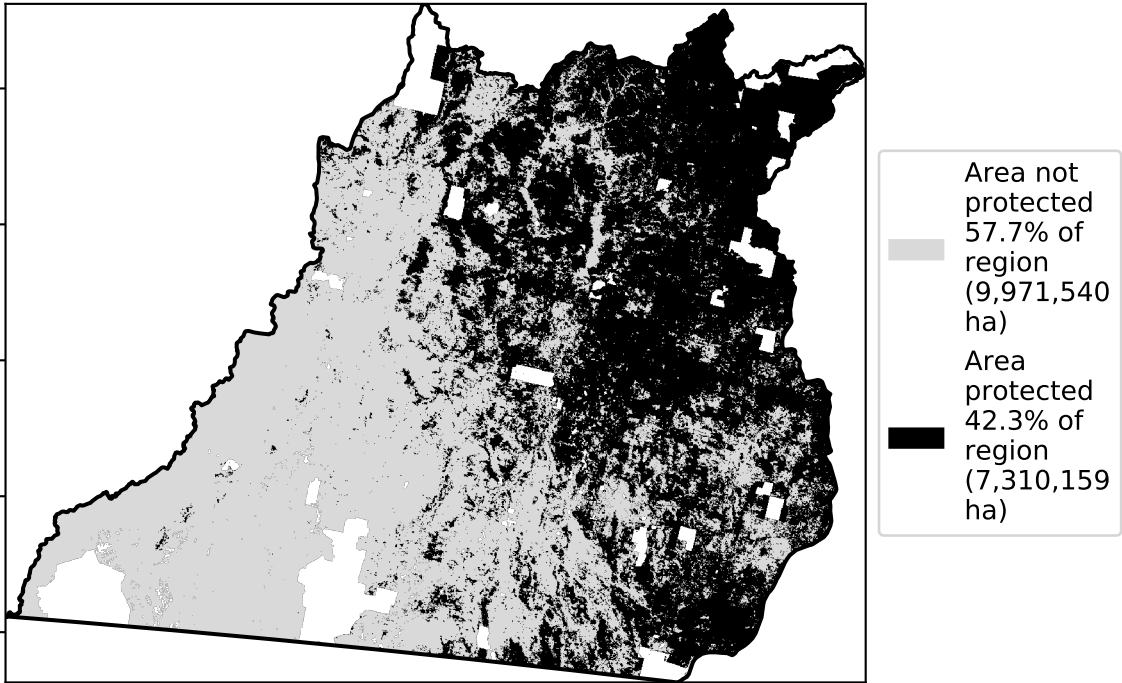 Area not
protected
57.7% of
region
(9,971,540
ha)
Area
protected
42.3% of
region
(7,310,159
ha)